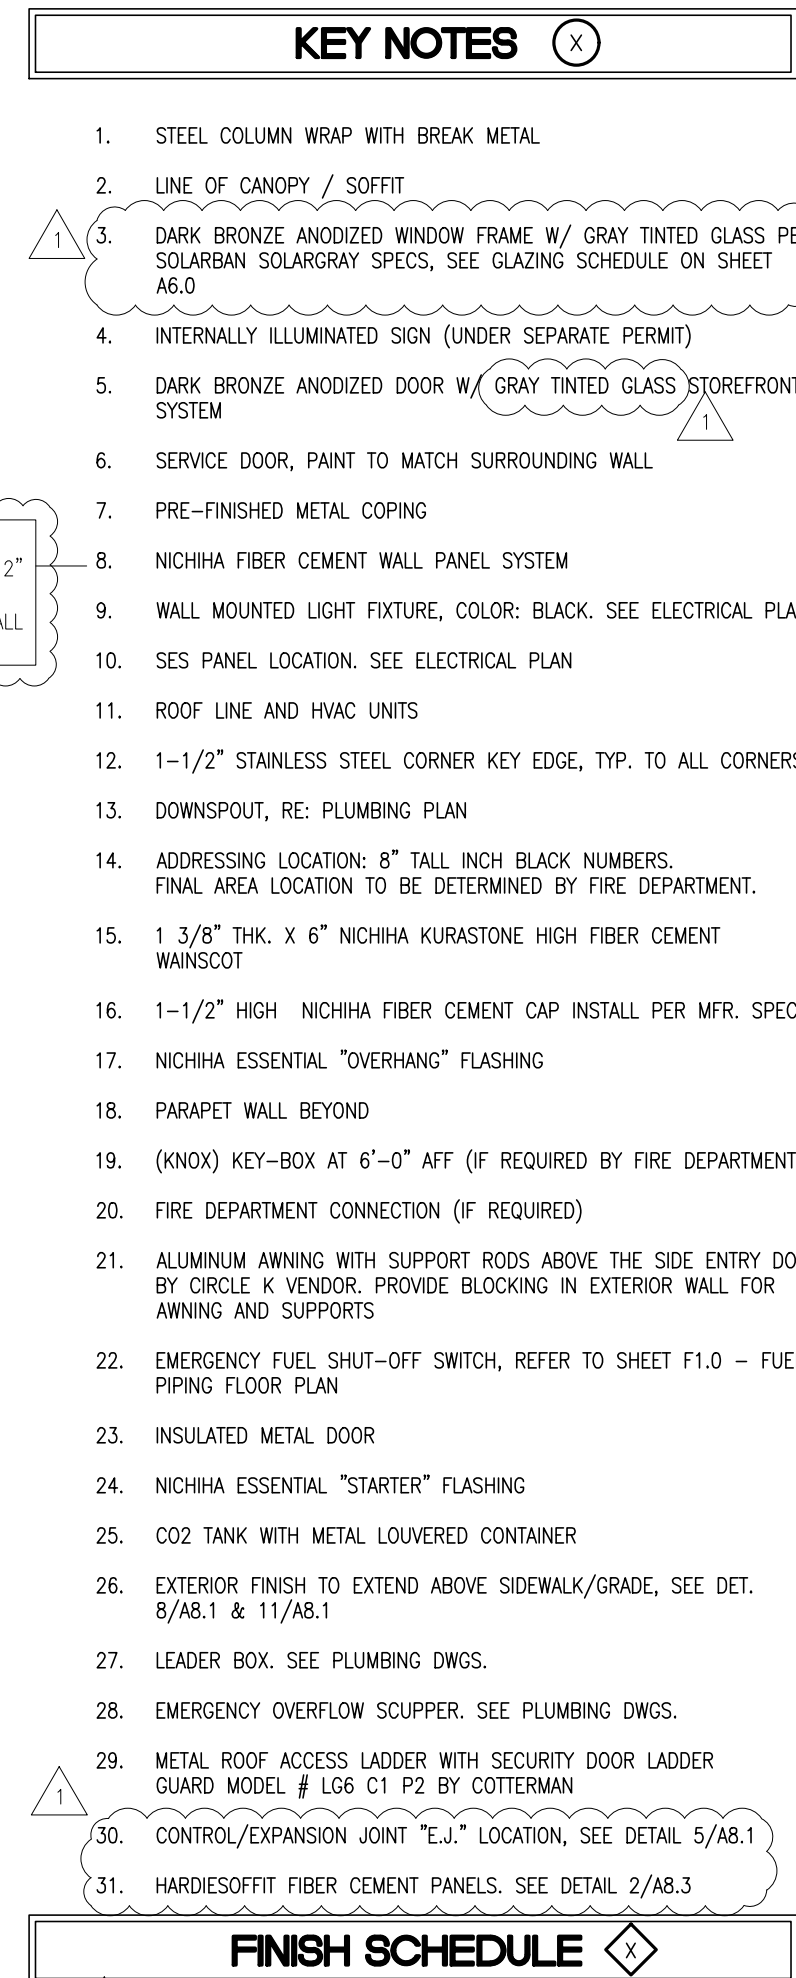 KEY NOTES X
1. STEEL COLUMN WRAP WITH BREAK METAL
2. LINE OF CANOPY / SOFFIT
1
3. DARK BRONZE ANODIZED WINDOW FRAME W/ GRAY TINTED GLASS
SOLARBAN SOLARGRAY SPECS, SEE GLAZING SCHEDULE ON SHEET
A6.0
4. INTERNALLY ILLUMINATED SIGN (UNDER SEPARATE PERMIT)
5. DARK BRONZE ANODIZED DOOR W/ GRAY TINTED GLASS STOREFRONT
SYSTEM
1
6. SERVICE DOOR, PAINT TO MATCH SURROUNDING WALL
7. PRE-FINISHED METAL COPING
2"
8. NICHIHA FIBER CEMENT WALL PANEL SYSTEM
9. WALL MOUNTED LIGHT FIXTURE, COLOR: BLACK. SEE ELECTRICAL
10. SES PANEL LOCATION. SEE ELECTRICAL PLAN
11. ROOF LINE AND HVAC UNITS
12. 1-1/2" STAINLESS STEEL CORNER KEY EDGE, TYP. TO ALL CORNERS
13. DOWNSPOUT, RE: PLUMBING PLAN
14. ADDRESSING LOCATION: 8" TALL INCH BLACK NUMBERS.
FINAL AREA LOCATION TO BE DETERMINED BY FIRE DEPARTMENT.
15. 1 3/8" THK. X 6" NICHIHA KURASTONE HIGH FIBER CEMENT
WAINSCOT
16. 1-1/2" HIGH NICHIHA FIBER CEMENT CAP INSTALL PER MFR. SPEC
17. NICHIHA ESSENTIAL "OVERHANG" FLASHING
18. PARAPET WALL BEYOND
19. (KNOX) KEY-BOX AT 6'-0" AFF (IF REQUIRED BY FIRE DEPARTMENT
20. FIRE DEPARTMENT CONNECTION (IF REQUIRED)
21. ALUMINUM AWNING WITH SUPPORT RODS ABOVE THE SIDE ENTRY
BY CIRCLE K VENDOR. PROVIDE BLOCKING IN EXTERIOR WALL FOR
AWNING AND SUPPORTS
22. EMERGENCY FUEL SHUT-OFF SWITCH, REFER TO SHEET F1.0 -
PIPING FLOOR PLAN
23. INSULATED METAL DOOR
24. NICHIHA ESSENTIAL "STARTER" FLASHING
25. CO2 TANK WITH METAL LOUVERED CONTAINER
26. EXTERIOR FINISH TO EXTEND ABOVE SIDEWALK/GRADE, SEE DET.
8/A8.1 & 11/A8.1
27. LEADER BOX. SEE PLUMBING DWGS.
28. EMERGENCY OVERFLOW SCUPPER. SEE PLUMBING DWGS.
29. METAL ROOF ACCESS LADDER WITH SECURITY DOOR LADDER
GUARD MODEL # LG6 C1 P2 BY COTTERMAN
1
30. CONTROL/EXPANSION JOINT "E.J." LOCATION, SEE DETAIL 5/A8.1
31. HARDIESOFFIT FIBER CEMENT PANELS. SEE DETAIL 2/A8.3
FINISH SCHEDULE X